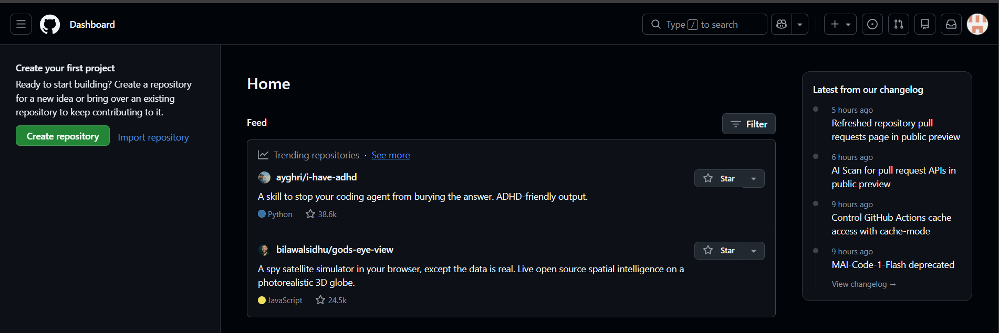 Dashboard
Type / to search
Create your first project
Ready to start building? Create a repository
for a new idea or bring over an existing
repository to keep contributing to it.
Create repository
Import repository
Home
Feed
Filter
Trending repositories · See more
ayghri/i-have-adhd
Star
A skill to stop your coding agent from burying the answer. ADHD-friendly output.
Python
38.6k
bilawalsidhu/gods-eye-view
Star
A spy satellite simulator in your browser, except the data is real. Live open source spatial intelligence on a
photorealistic 3D globe.
JavaScript
24.5k
Latest from our changelog
5 hours ago
Refreshed repository pull
requests page in public preview
6 hours ago
AI Scan for pull request APIs in
public preview
9 hours ago
Control GitHub Actions cache
access with cache-mode
9 hours ago
MAI-Code-1-Flash deprecated
View changelog →